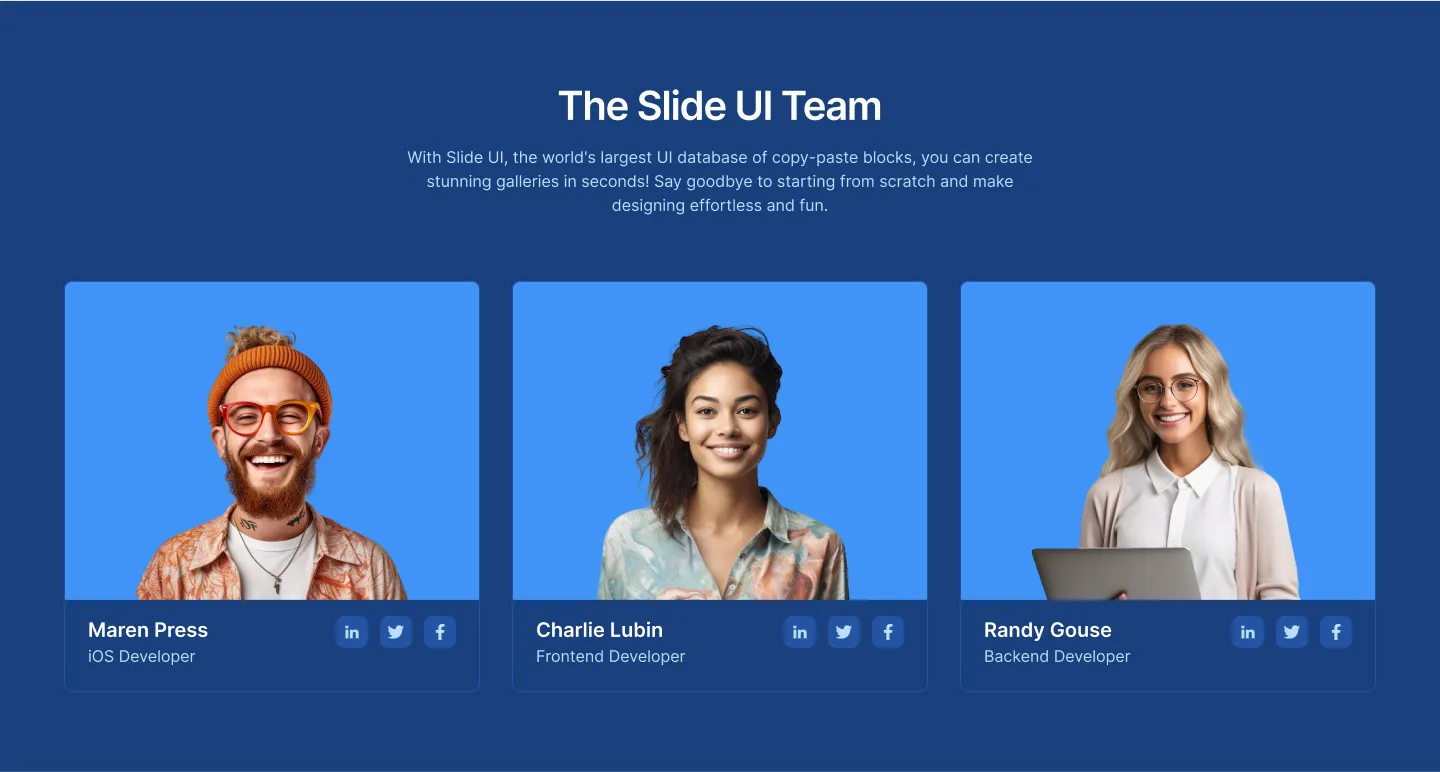 The Slide UI Team
With Slide UI, the world's largest UI database of copy-paste blocks, you can create
stunning galleries in seconds! Say goodbye to starting from scratch and make
designing effortless and fun.
Maren Press
iOS Developer
in
f
Charlie Lubin
Frontend Developer
in
f
Randy Gouse
Backend Developer
in
f